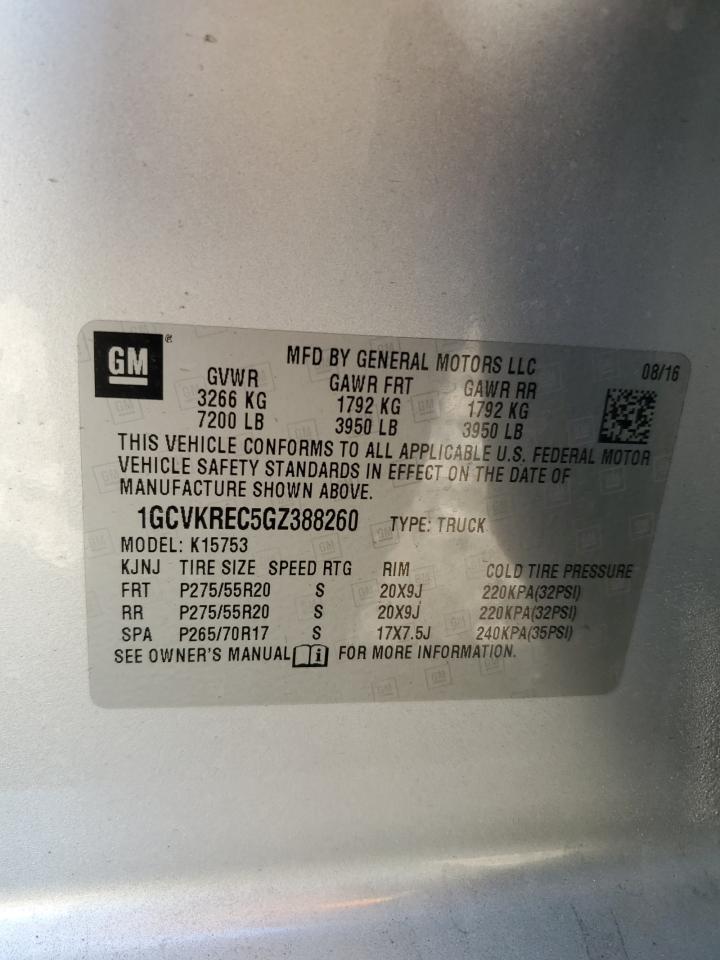 GM®
MFD BY GENERAL MOTORS LLC 08/16
GVWR GAWR FRT GAWR RR
3266 KG 1792 KG 1792 KG
7200 LB 3950 LB 3950 LB
THIS VEHICLE CONFORMS TO ALL APPLICABLE U.S. FEDERAL MOTOR
VEHICLE SAFETY STANDARDS IN EFFECT ON THE DATE OF
MANUFACTURE SHOWN ABOVE.
1GCVKREC5GZ388260 TYPE: TRUCK
MODEL: K15753
KJNJ TIRE SIZE SPEED RTG RIM COLD TIRE PRESSURE
FRT P275/55R20 S 20X9J 220KPA(32PSI)
RR P275/55R20 S 20X9J 220KPA(32PSI)
SPA P265/70R17 S 17X7.5J 240KPA(35PSI)
SEE OWNER'S MANUAL i FOR MORE INFORMATION.